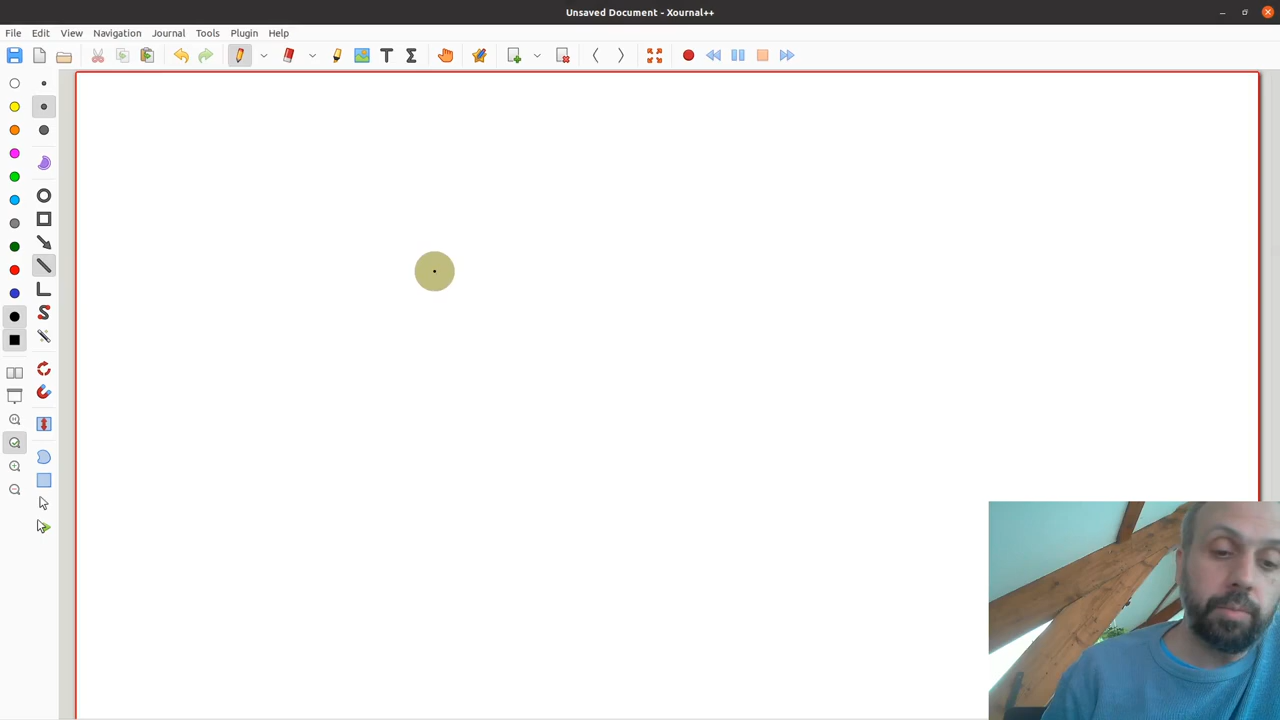 Unsaved Document - Xournal++
File Edit View Navigation Journal Tools Plugin Help